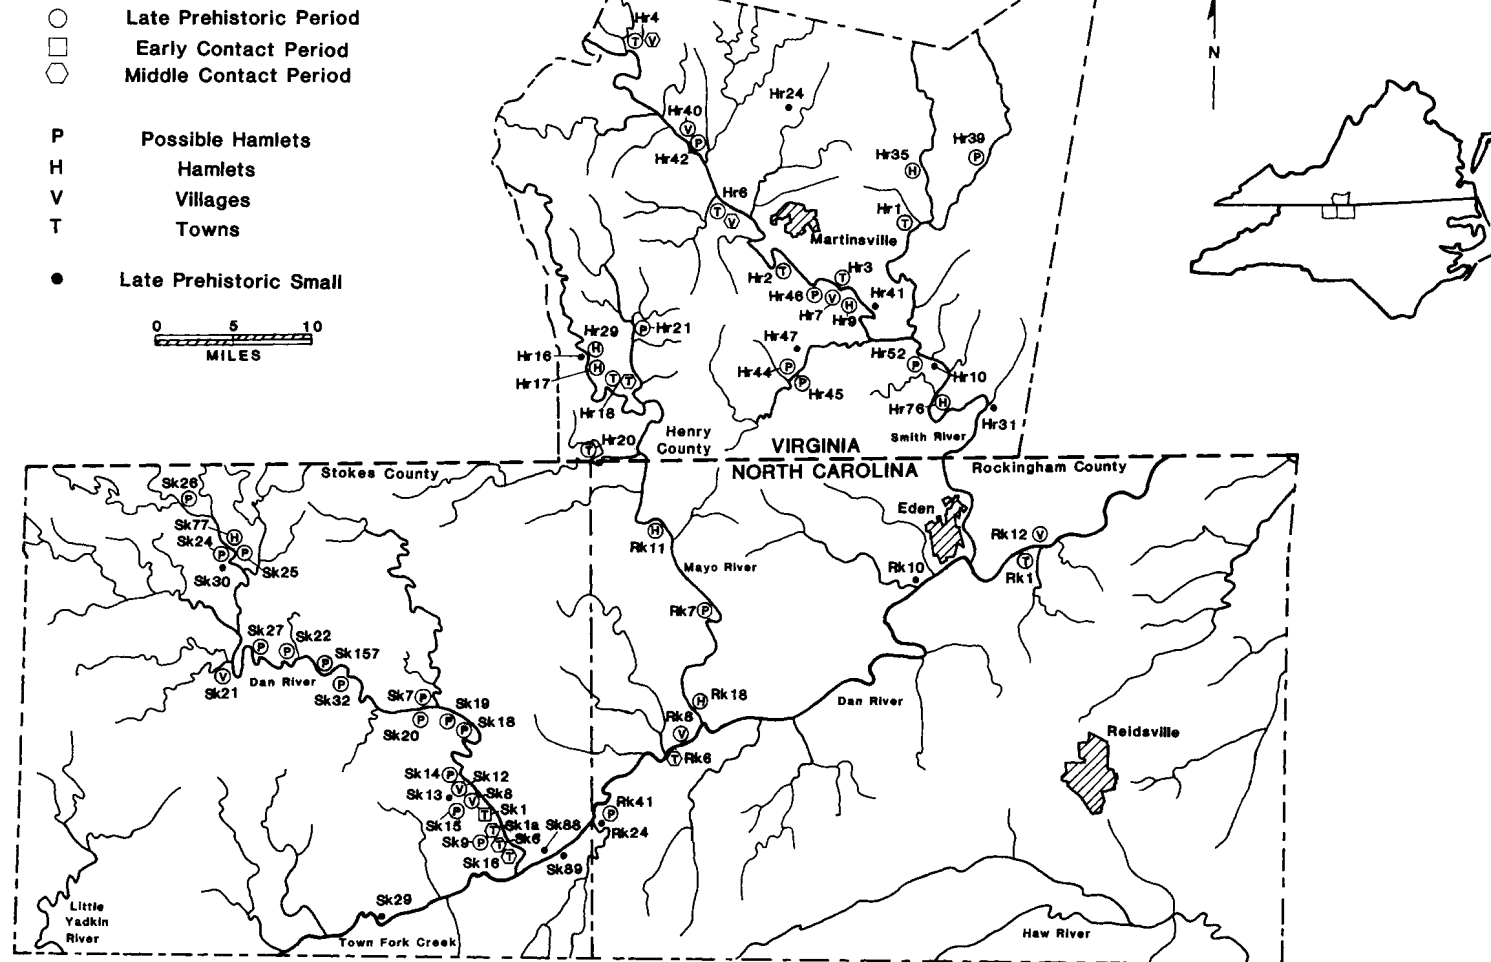 Late Prehistoric Period
Early Contact Period
Middle Contact Period
P Possible Hamlets
H Hamlets
V Villages
T Towns
Late Prehistoric Small
0 5 10
MILES
N
Hr4
T V
Hr24
Hr40
V
P
Hr42
Hr39
P
Hr35
H
Hr6
T
V
Hr1
T
Martinsville
Hr2
T
Hr3
T
Hr46
P
V
H
Hr41
Hr7
Hr9
Hr21
P
Hr29
H
Hr16
Hr17
H
T T
Hr18
Hr47
Hr44
P
P
Hr45
Hr52
P
Hr10
Hr76
H
Hr31
Smith River
Hr20
T
Henry
County
VIRGINIA
NORTH CAROLINA
Stokes County
Rockingham County
Sk26
P
Sk77
H
Sk24
P P
Sk25
Sk30
Eden
Rk12
V
Rk1
T
Rk11
H
Mayo River
Rk10
Rk7
P
Sk27
P
Sk22
P
Sk157
P
Sk21
V
Dan River
Sk32
P
Sk7
P
Sk19
P P
Sk18
P
Sk20
Rk18
H
Dan River
Rk8
V
Rk6
T
Reidsville
Sk14
P
Sk12
V
Sk13
Sk8
V
Sk1
T
Sk15
P
Sk1a
T
Sk9
P
Sk6
T
Sk16
T
Sk88
Sk89
Rk41
P
Rk24
Sk29
Little
Yadkin
River
Town Fork Creek
Haw River